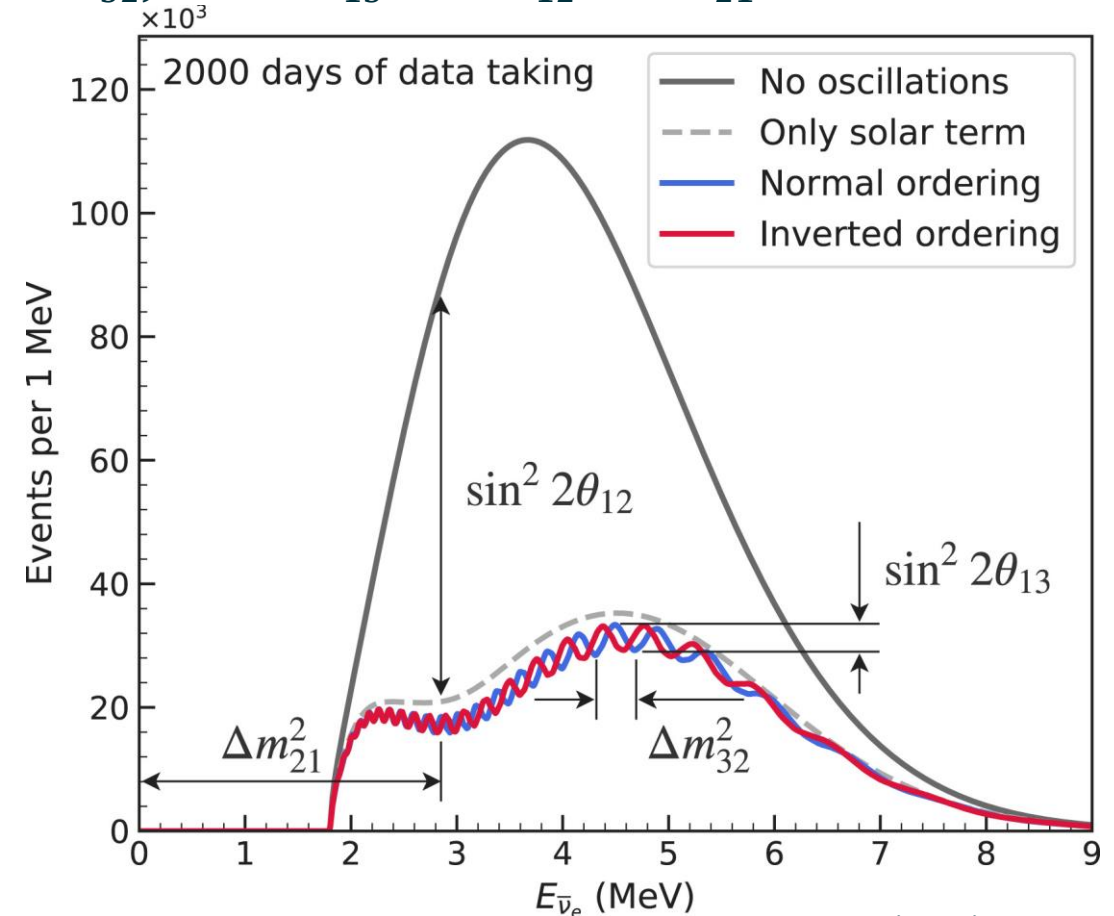 ×10³
2000 days of data taking
No oscillations
Only solar term
Normal ordering
Inverted ordering
120
100
80
60
40
20
0
Events per 1 MeV
sin² 2θ₁₂
sin² 2θ₁₃
Δm²₂₁
Δm²₃₂
0 1 2 3 4 5 6 7 8 9
E_ν̅ₑ (MeV)